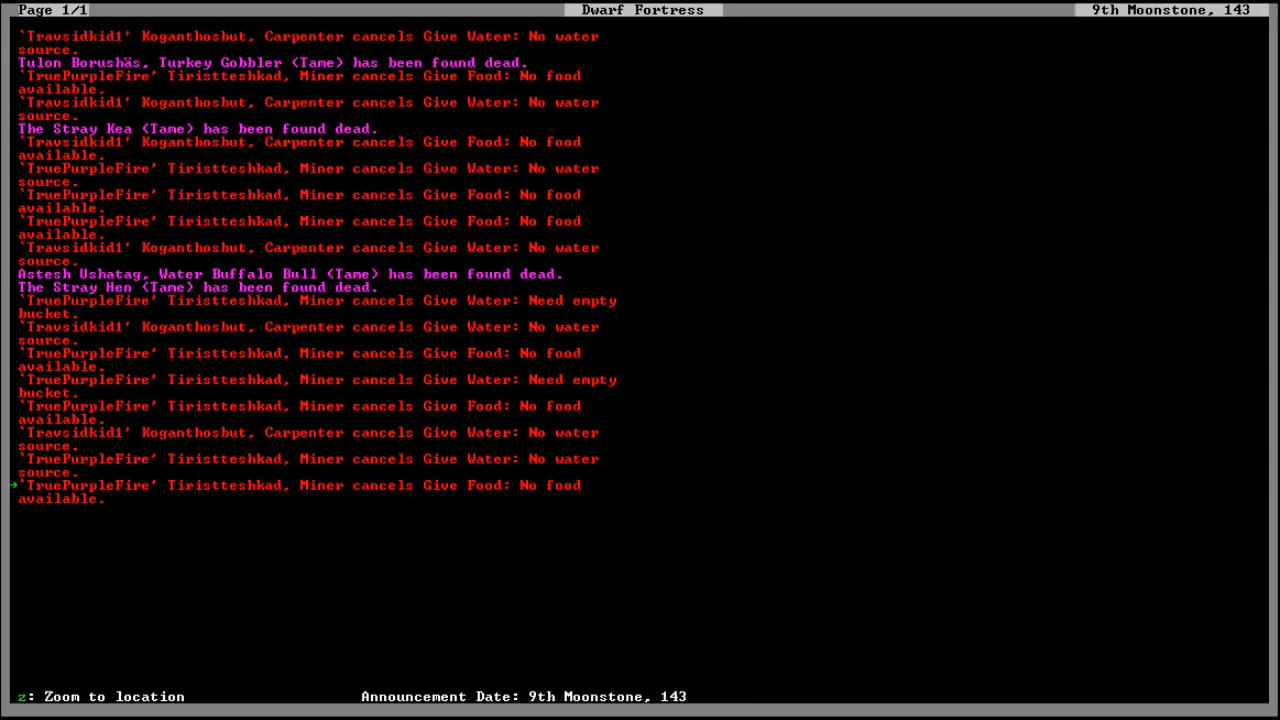 Page 1/1 Dwarf Fortress 9th Moonstone, 143
`Travsidkid1' Koganthosbut, Carpenter cancels Give Water: No water
source.
Tulon Borushäs, Turkey Gobbler (Tame) has been found dead.
`TruePurpleFire' Tiristteshkad, Miner cancels Give Food: No food
available.
`Travsidkid1' Koganthosbut, Carpenter cancels Give Water: No water
source.
The Stray Kea (Tame) has been found dead.
`Travsidkid1' Koganthosbut, Carpenter cancels Give Food: No food
available.
`TruePurpleFire' Tiristteshkad, Miner cancels Give Water: No water
source.
`TruePurpleFire' Tiristteshkad, Miner cancels Give Food: No food
available.
`TruePurpleFire' Tiristteshkad, Miner cancels Give Food: No food
available.
`Travsidkid1' Koganthosbut, Carpenter cancels Give Water: No water
source.
Astesh Ushatag, Water Buffalo Bull (Tame) has been found dead.
The Stray Hen (Tame) has been found dead.
`TruePurpleFire' Tiristteshkad, Miner cancels Give Water: Need empty
bucket.
`Travsidkid1' Koganthosbut, Carpenter cancels Give Water: No water
source.
`TruePurpleFire' Tiristteshkad, Miner cancels Give Food: No food
available.
`TruePurpleFire' Tiristteshkad, Miner cancels Give Water: Need empty
bucket.
`TruePurpleFire' Tiristteshkad, Miner cancels Give Food: No food
available.
`Travsidkid1' Koganthosbut, Carpenter cancels Give Water: No water
source.
`TruePurpleFire' Tiristteshkad, Miner cancels Give Water: No water
source.
→`TruePurpleFire' Tiristteshkad, Miner cancels Give Food: No food
available.
z: Zoom to location Announcement Date: 9th Moonstone, 143